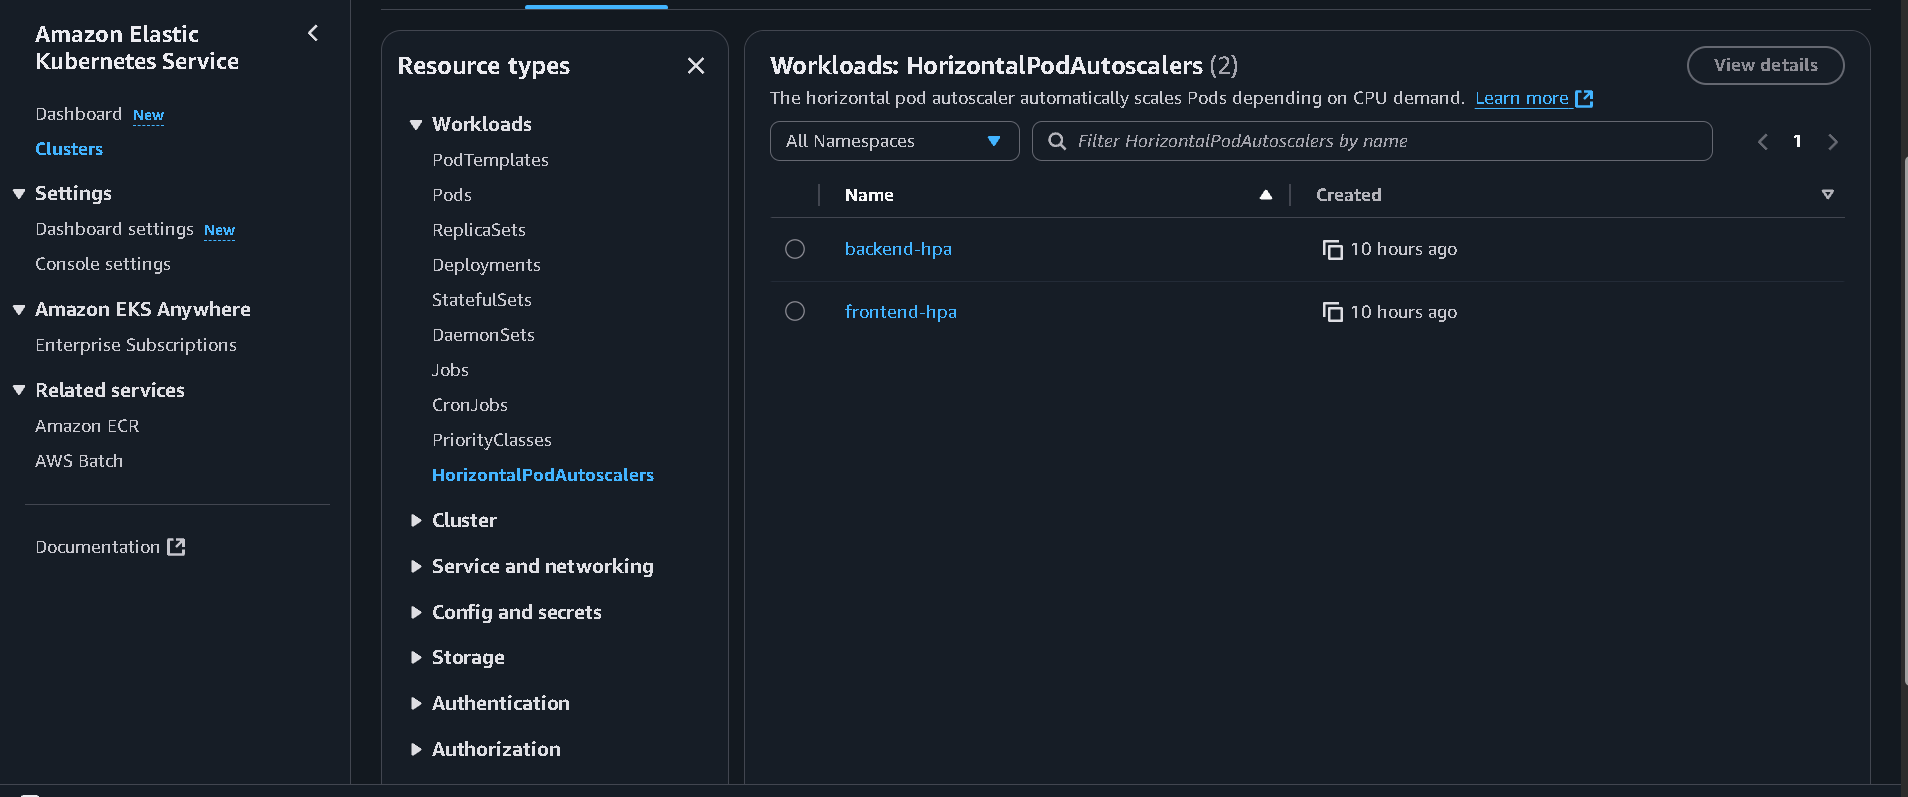 Amazon Elastic
Kubernetes Service
Dashboard New
Clusters
Settings
Dashboard settings New
Console settings
Amazon EKS Anywhere
Enterprise Subscriptions
Related services
Amazon ECR
AWS Batch
Documentation
Resource types
Workloads
PodTemplates
Pods
ReplicaSets
Deployments
StatefulSets
DaemonSets
Jobs
CronJobs
PriorityClasses
HorizontalPodAutoscalers
Cluster
Service and networking
Config and secrets
Storage
Authentication
Authorization
Workloads: HorizontalPodAutoscalers (2)
View details
The horizontal pod autoscaler automatically scales Pods depending on CPU demand. Learn more
All Namespaces
Filter HorizontalPodAutoscalers by name
1
Name Created
backend-hpa 10 hours ago
frontend-hpa 10 hours ago